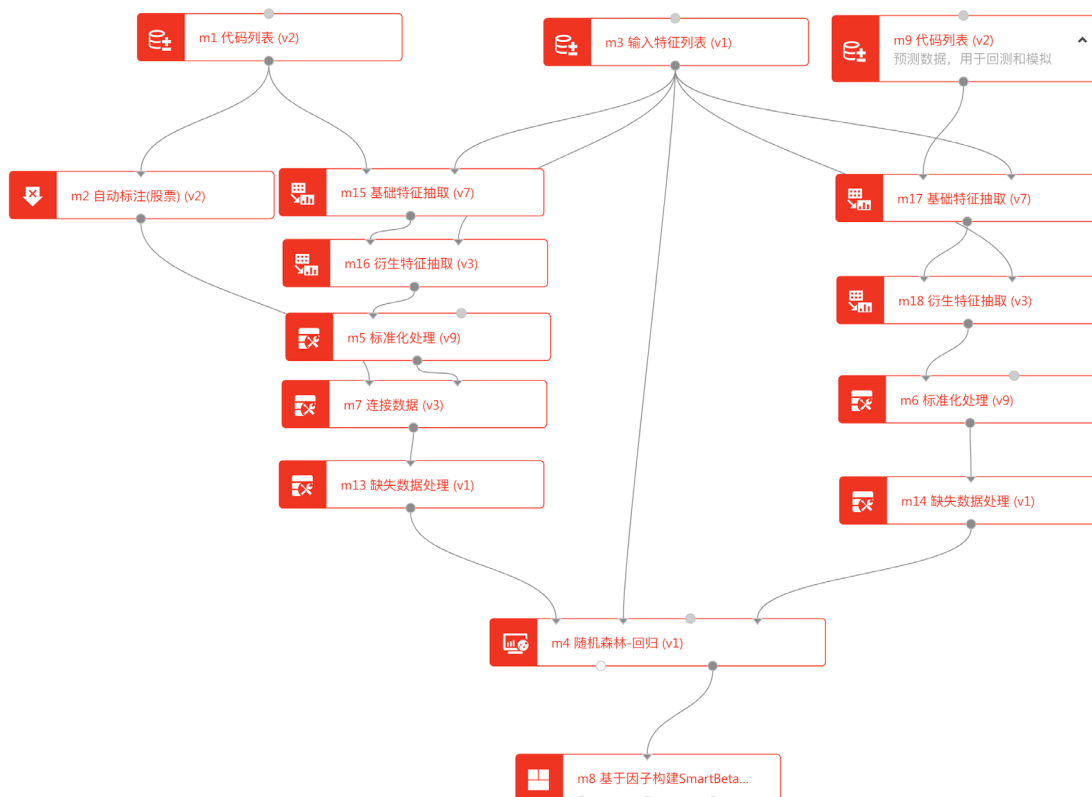 m1 代码列表 (v2)
m3 输入特征列表 (v1)
m9 代码列表 (v2)
预测数据，用于回测和模拟
m2 自动标注(股票) (v2)
m15 基础特征抽取 (v7)
m17 基础特征抽取 (v7)
m16 衍生特征抽取 (v3)
m18 衍生特征抽取 (v3)
m5 标准化处理 (v9)
m6 标准化处理 (v9)
m7 连接数据 (v3)
m13 缺失数据处理 (v1)
m14 缺失数据处理 (v1)
m4 随机森林-回归 (v1)
m8 基于因子构建SmartBeta...